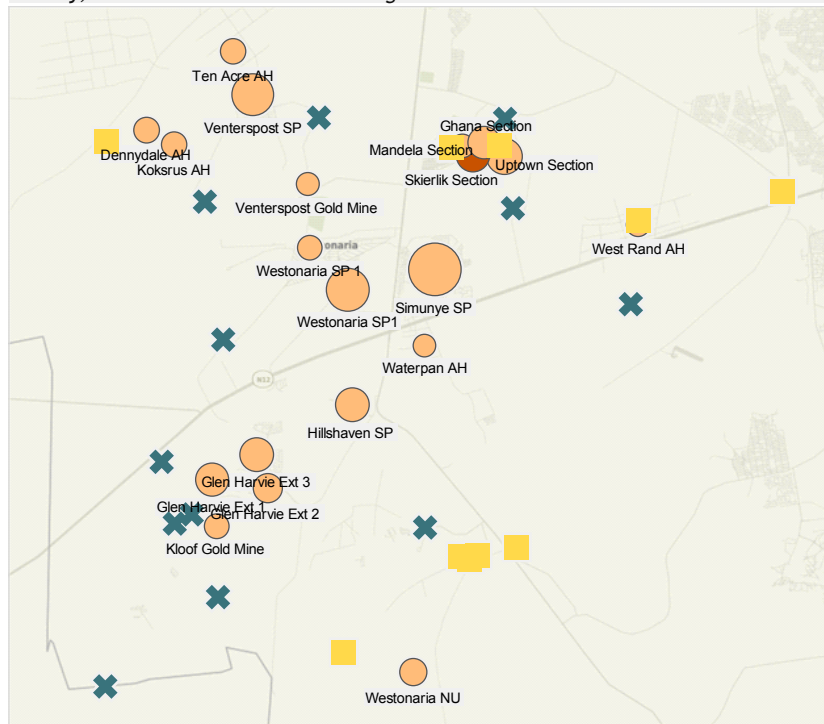 Ten Acre AH
Venterspost SP
Ghana Section
Dennydale AH
Mandela Section
Koksrus AH
Uptown Section
Skierlik Section
Venterspost Gold Mine
onaria
West Rand AH
Westonaria SP 1
Simunye SP
Westonaria SP1
Waterpan AH
N12
Hillshaven SP
Glen Harvie Ext 3
Glen Harvie Ext 1
Glen Harvie Ext 2
Kloof Gold Mine
Westonaria NU